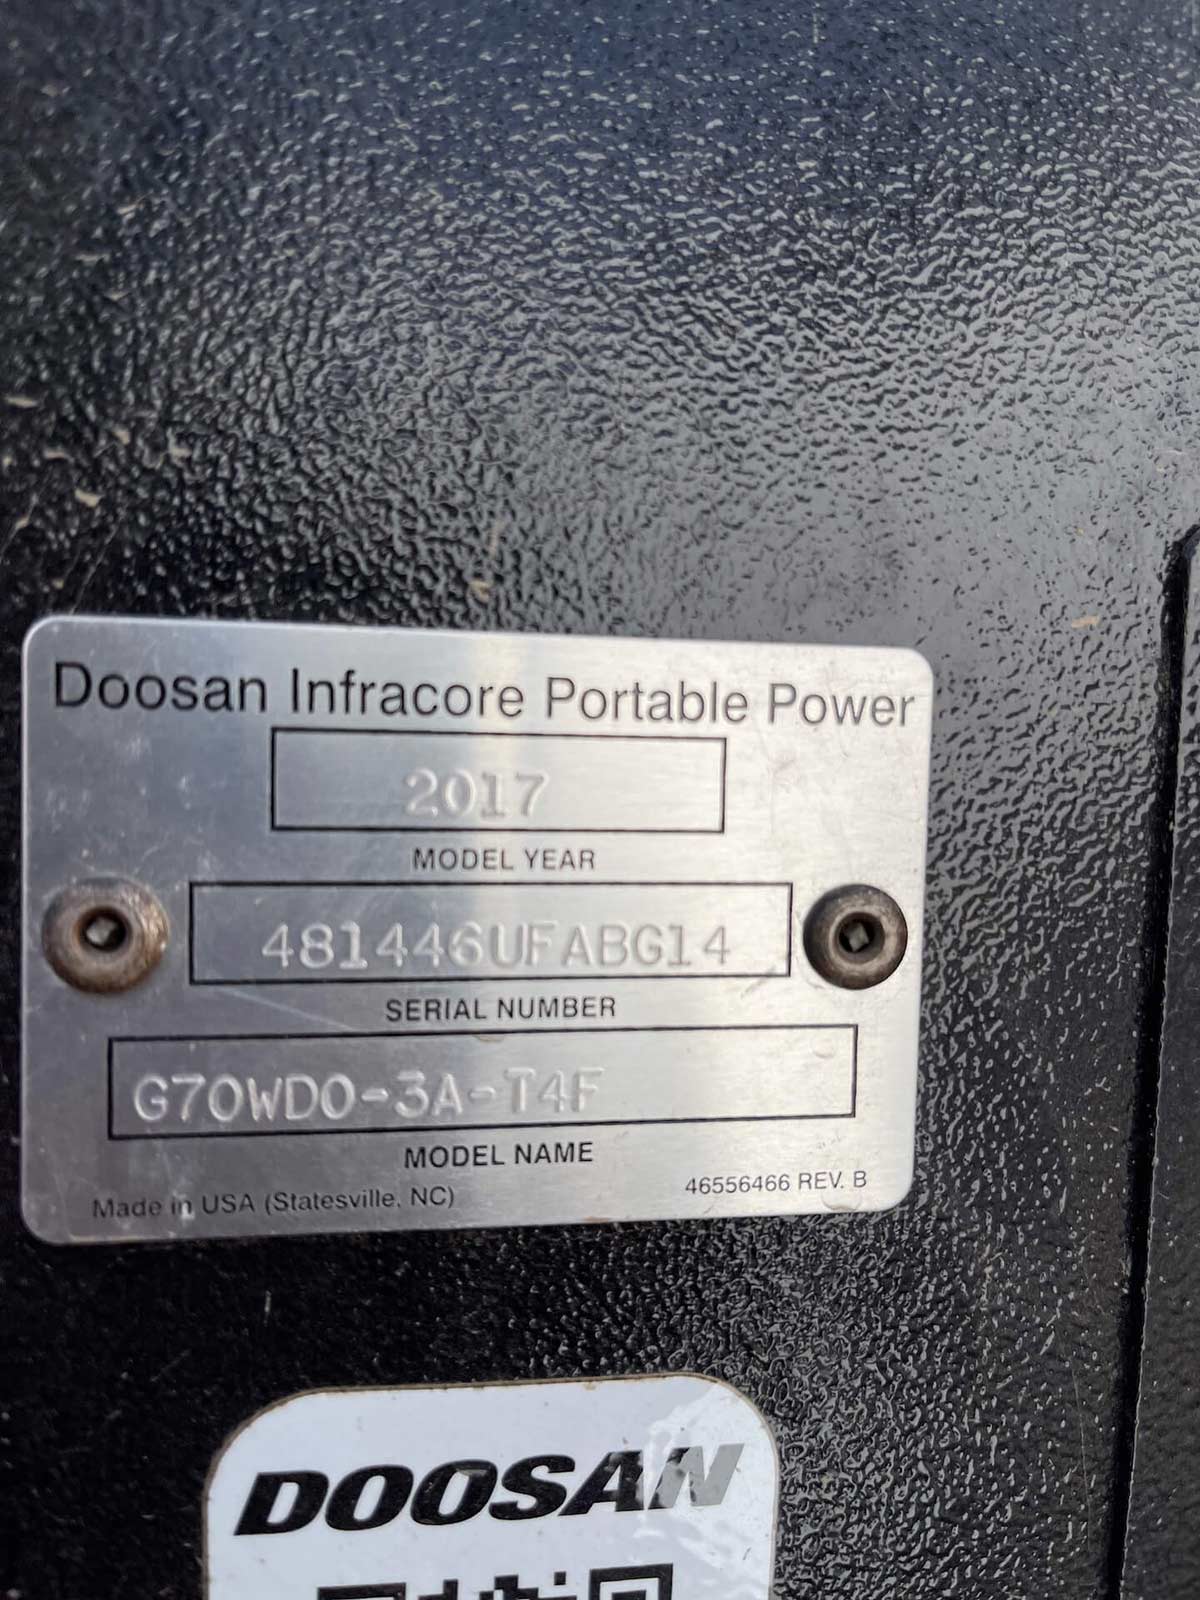 Doosan Infracore Portable Power
2017
MODEL YEAR
481446UFABG14
SERIAL NUMBER
G70WDO-3A-T4F
MODEL NAME
Made in USA (Statesville, NC)
46556466 REV. B
DOOSAN